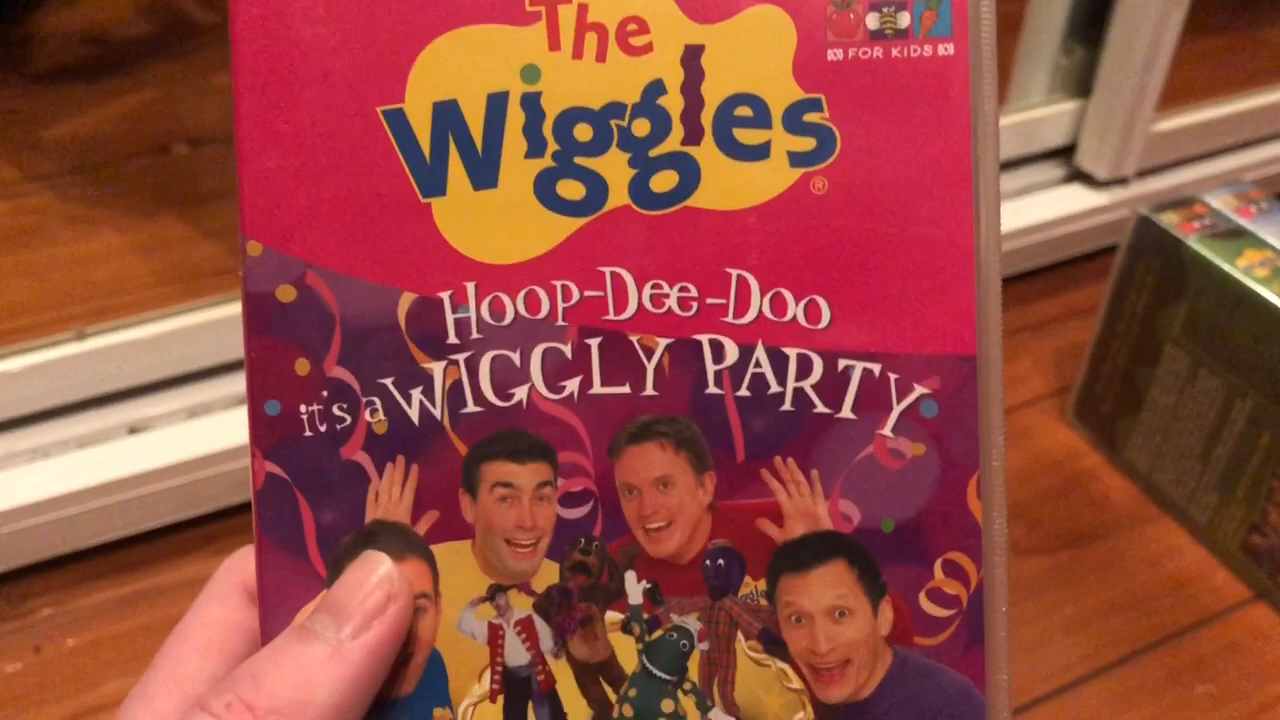 The
Wiggles
®
FOR KIDS
HOOP-DEE-DOO
it's a WIGGLY PARTY